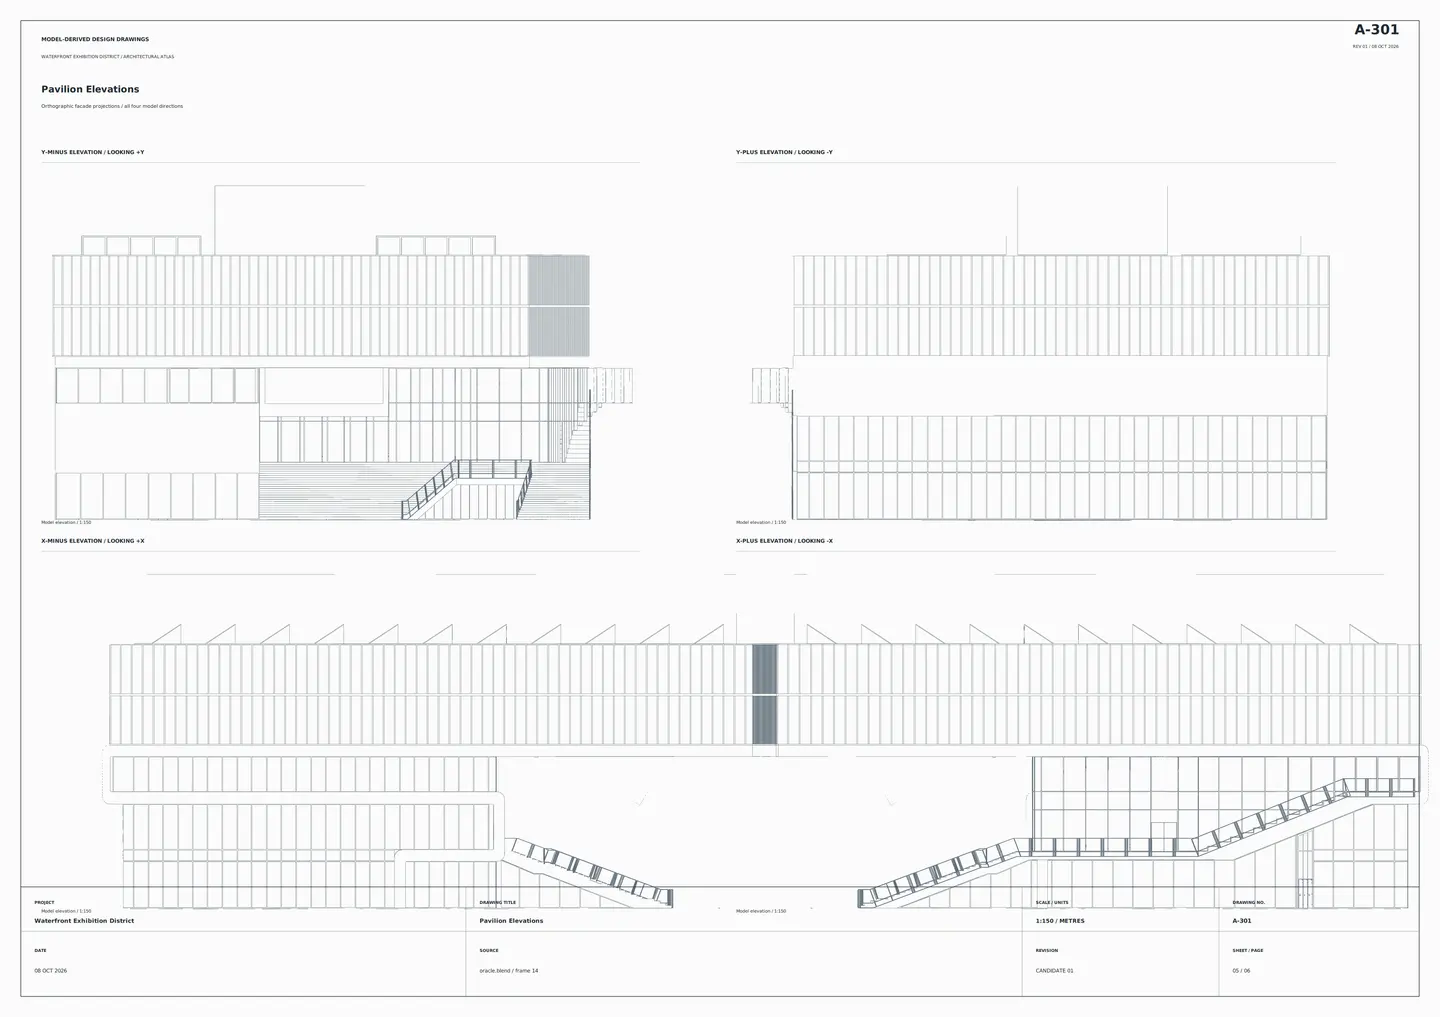 MODEL-DERIVED DESIGN DRAWINGS
A-301
REV 01 / 08 OCT 2026
WATERFRONT EXHIBITION DISTRICT / ARCHITECTURAL ATLAS
Pavilion Elevations
Orthographic facade projections / all four model directions
Y-MINUS ELEVATION / LOOKING +Y
Y-PLUS ELEVATION / LOOKING -Y
Model elevation / 1:150
Model elevation / 1:150
X-MINUS ELEVATION / LOOKING +X
X-PLUS ELEVATION / LOOKING -X
Model elevation / 1:150
Model elevation / 1:150
PROJECT
Waterfront Exhibition District
DRAWING TITLE
Pavilion Elevations
SCALE / UNITS
1:150 / METRES
DRAWING NO.
A-301
DATE
08 OCT 2026
SOURCE
oracle.blend / frame 14
REVISION
CANDIDATE 01
SHEET / PAGE
05 / 06